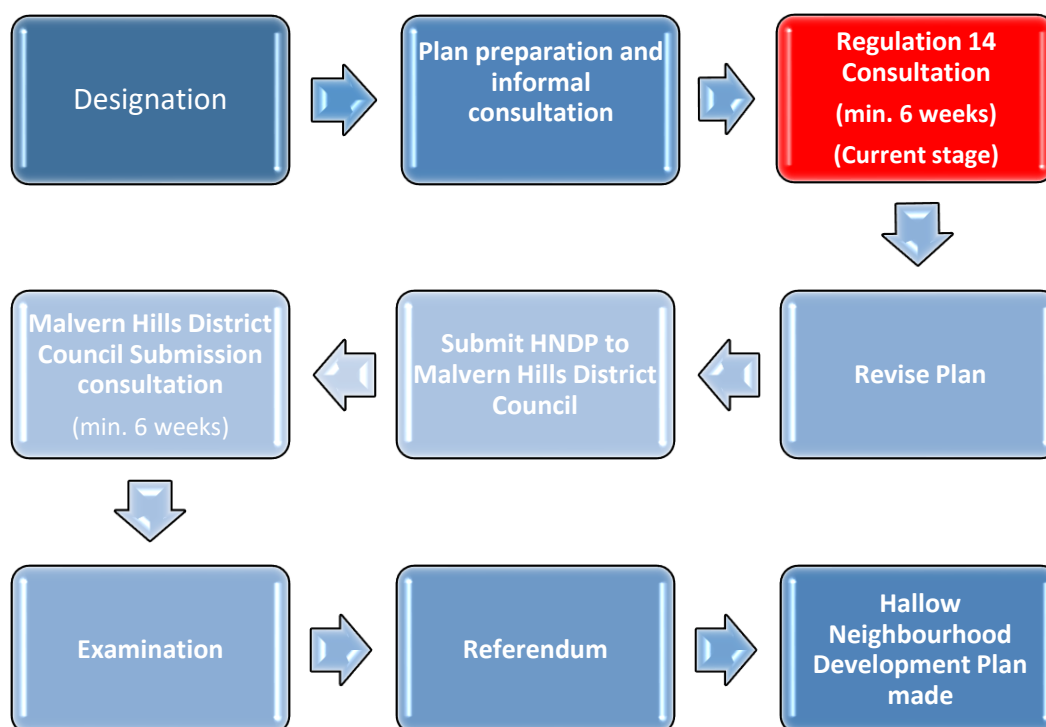 Designation
Plan preparation and
informal
consultation
Regulation 14
Consultation
(min. 6 weeks)
(Current stage)
Revise Plan
Submit HNDP to
Malvern Hills District
Council
Malvern Hills District
Council Submission
consultation
(min. 6 weeks)
Examination
Referendum
Hallow
Neighbourhood
Development Plan
made